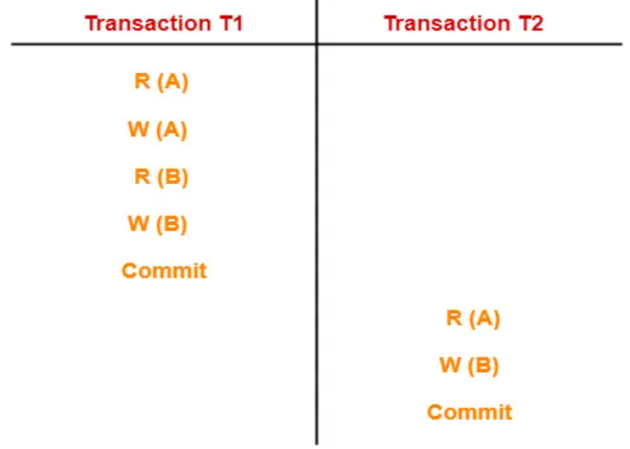 Transaction T1 Transaction T2
R (A)
W (A)
R (B)
W (B)
Commit
R (A)
W (B)
Commit